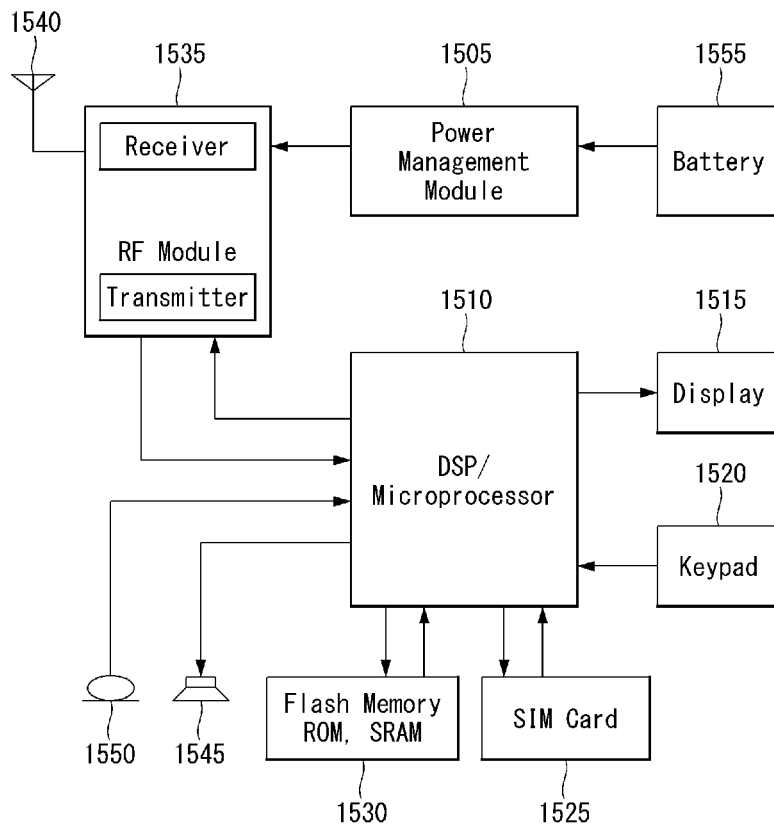 1540
1535
1505
1555
Receiver
RF Module
Transmitter
Power
Management
Module
Battery
1510
1515
DSP/
Microprocessor
Display
1520
Keypad
1550
1545
Flash Memory
ROM, SRAM
SIM Card
1530
1525